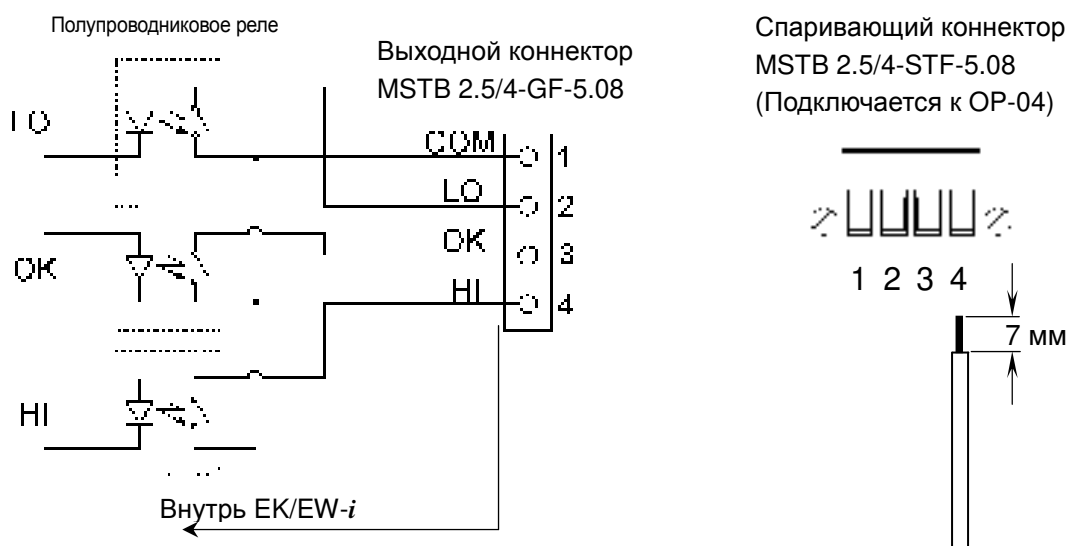 Полупроводниковое реле
Выходной коннектор
MSTB 2.5/4-GF-5.08
Спаривающий коннектор
MSTB 2.5/4-STF-5.08
(Подключается к OP-04)
LO
OK
HI
COM
LO
OK
HI
1
2
3
4
1 2 3 4
7 мм
Внутрь EK/EW-i